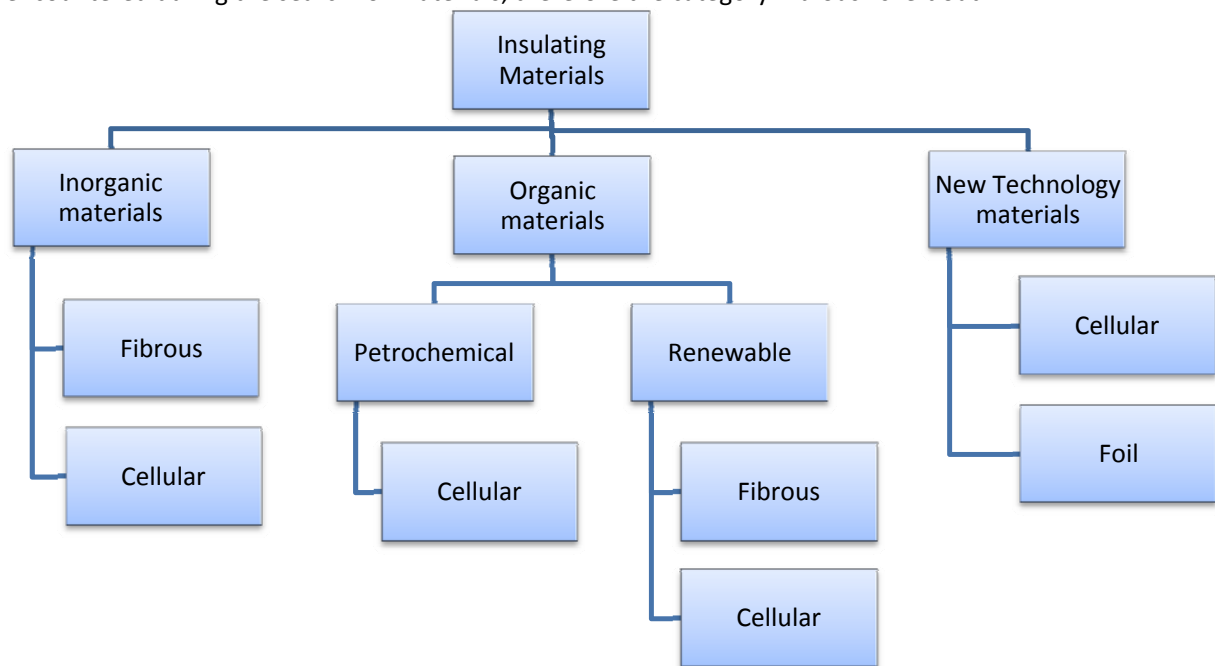 Insulating
Materials
Inorganic
materials
Organic
materials
New Technology
materials
Fibrous
Petrochemical
Renewable
Cellular
Cellular
Cellular
Fibrous
Foil
Cellular